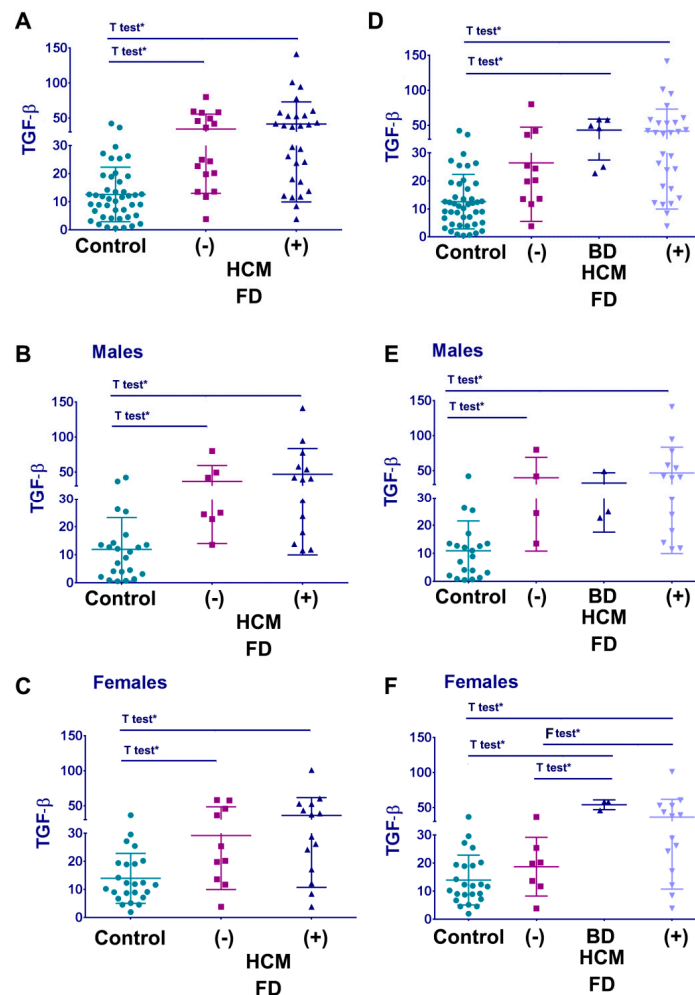 A
T test*
T test*
TGF-β
150
100
50
30
20
10
0
Control (-) (+)
HCM
FD
D
T test*
T test*
TGF-β
150
100
50
30
20
10
0
Control (-) BD (+)
HCM
FD
B Males
T test*
T test*
TGF-β
150
100
50
30
20
10
0
Control (-) (+)
HCM
FD
E Males
T test*
T test*
TGF-β
150
100
50
30
20
10
0
Control (-) BD (+)
HCM
FD
C Females
T test*
T test*
TGF-β
150
100
50
30
20
10
0
Control (-) (+)
HCM
FD
F Females
T test*
F test*
T test*
T test*
TGF-β
150
100
50
30
20
10
0
Control (-) BD (+)
HCM
FD